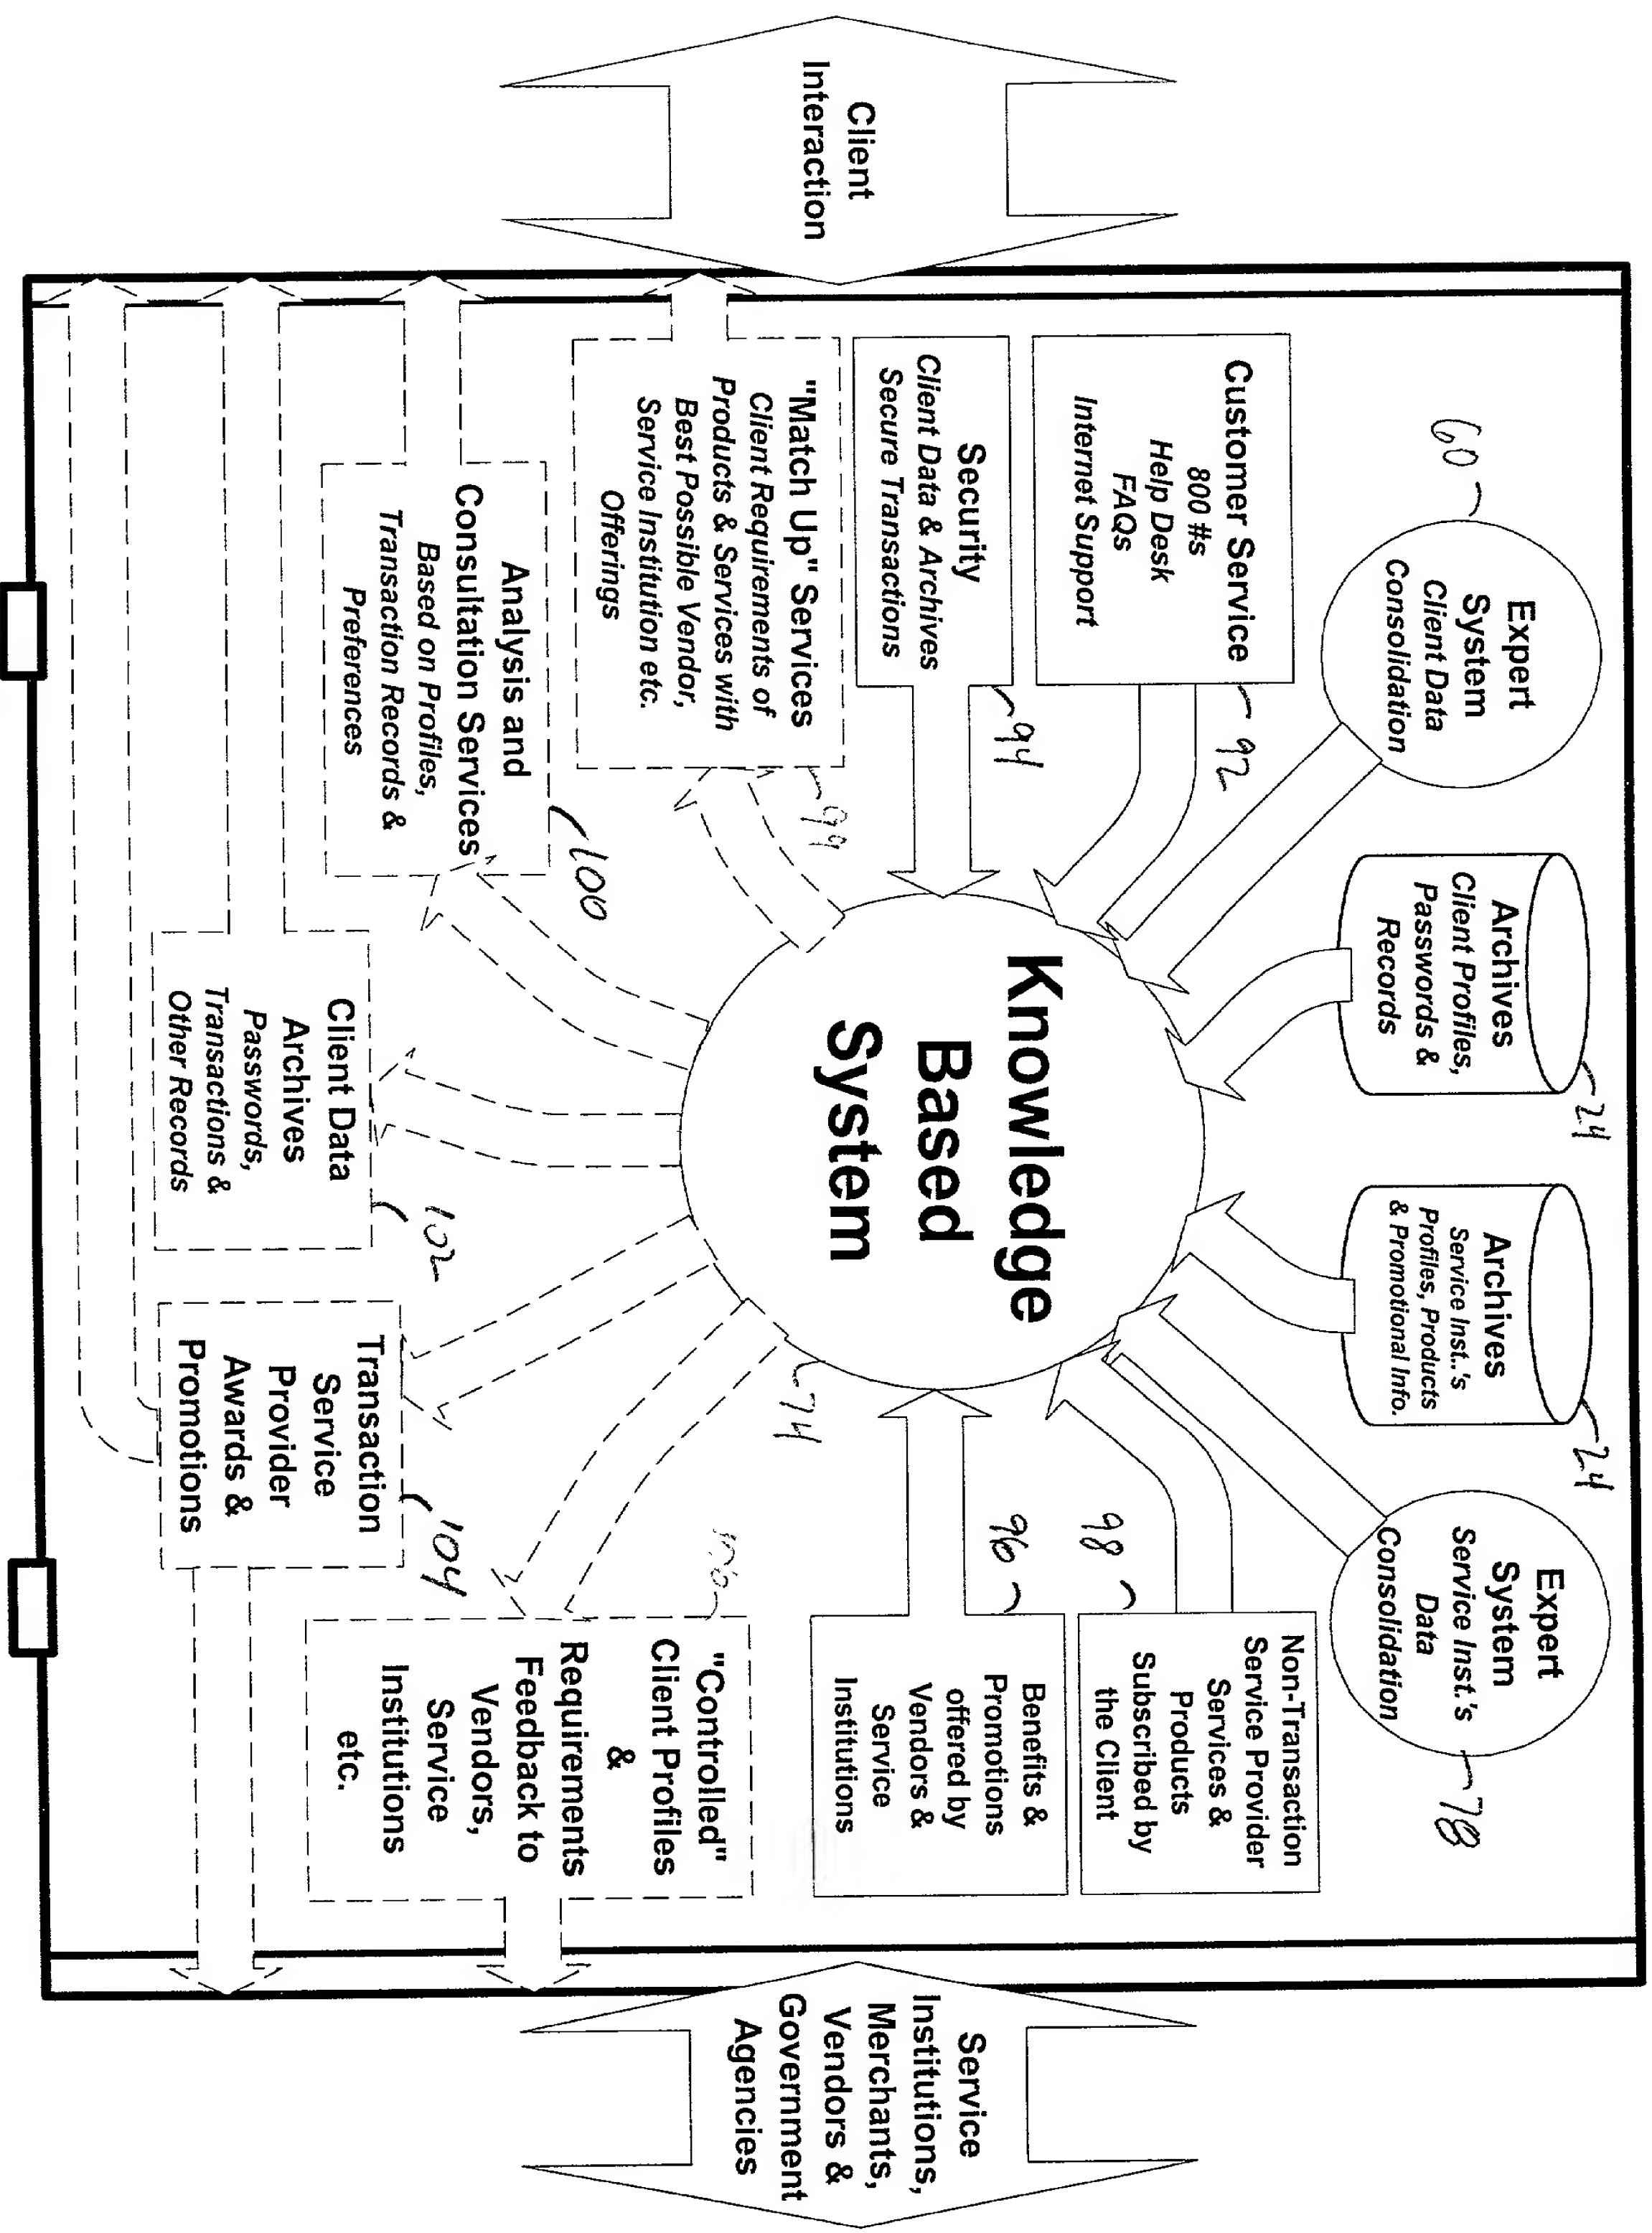 Client
Interaction
60
Expert
System
Client Data
Consolidation
Archives
Client Profiles,
Passwords &
Records
24
Archives
Service Inst..'s
Profiles, Products
& Promotional Info.
24
Expert
System
Service Inst.'s
Data
Consolidation
78
Customer Service
800 #s
Help Desk
FAQs
Internet Support
92
Security
Client Data & Archives
Secure Transactions
94
"Match Up" Services
Client Requirements of
Products & Services with
Best Possible Vendor,
Service Institution etc.
Offerings
99
Analysis and
Consultation Services
Based on Profiles,
Transaction Records &
Preferences
100
Knowledge
Based
System
74
Non-Transaction
Service Provider
Services &
Products
Subscribed by
the Client
98
Benefits &
Promotions
offered by
Vendors &
Service
Institutions
96
"Controlled"
Client Profiles
&
Requirements
Feedback to
Vendors,
Service
Institutions
etc.
Client Data
Archives
Passwords,
Transactions &
Other Records
102
Transaction
Service
Provider
Awards &
Promotions
104
Service
Institutions,
Merchants,
Vendors &
Government
Agencies